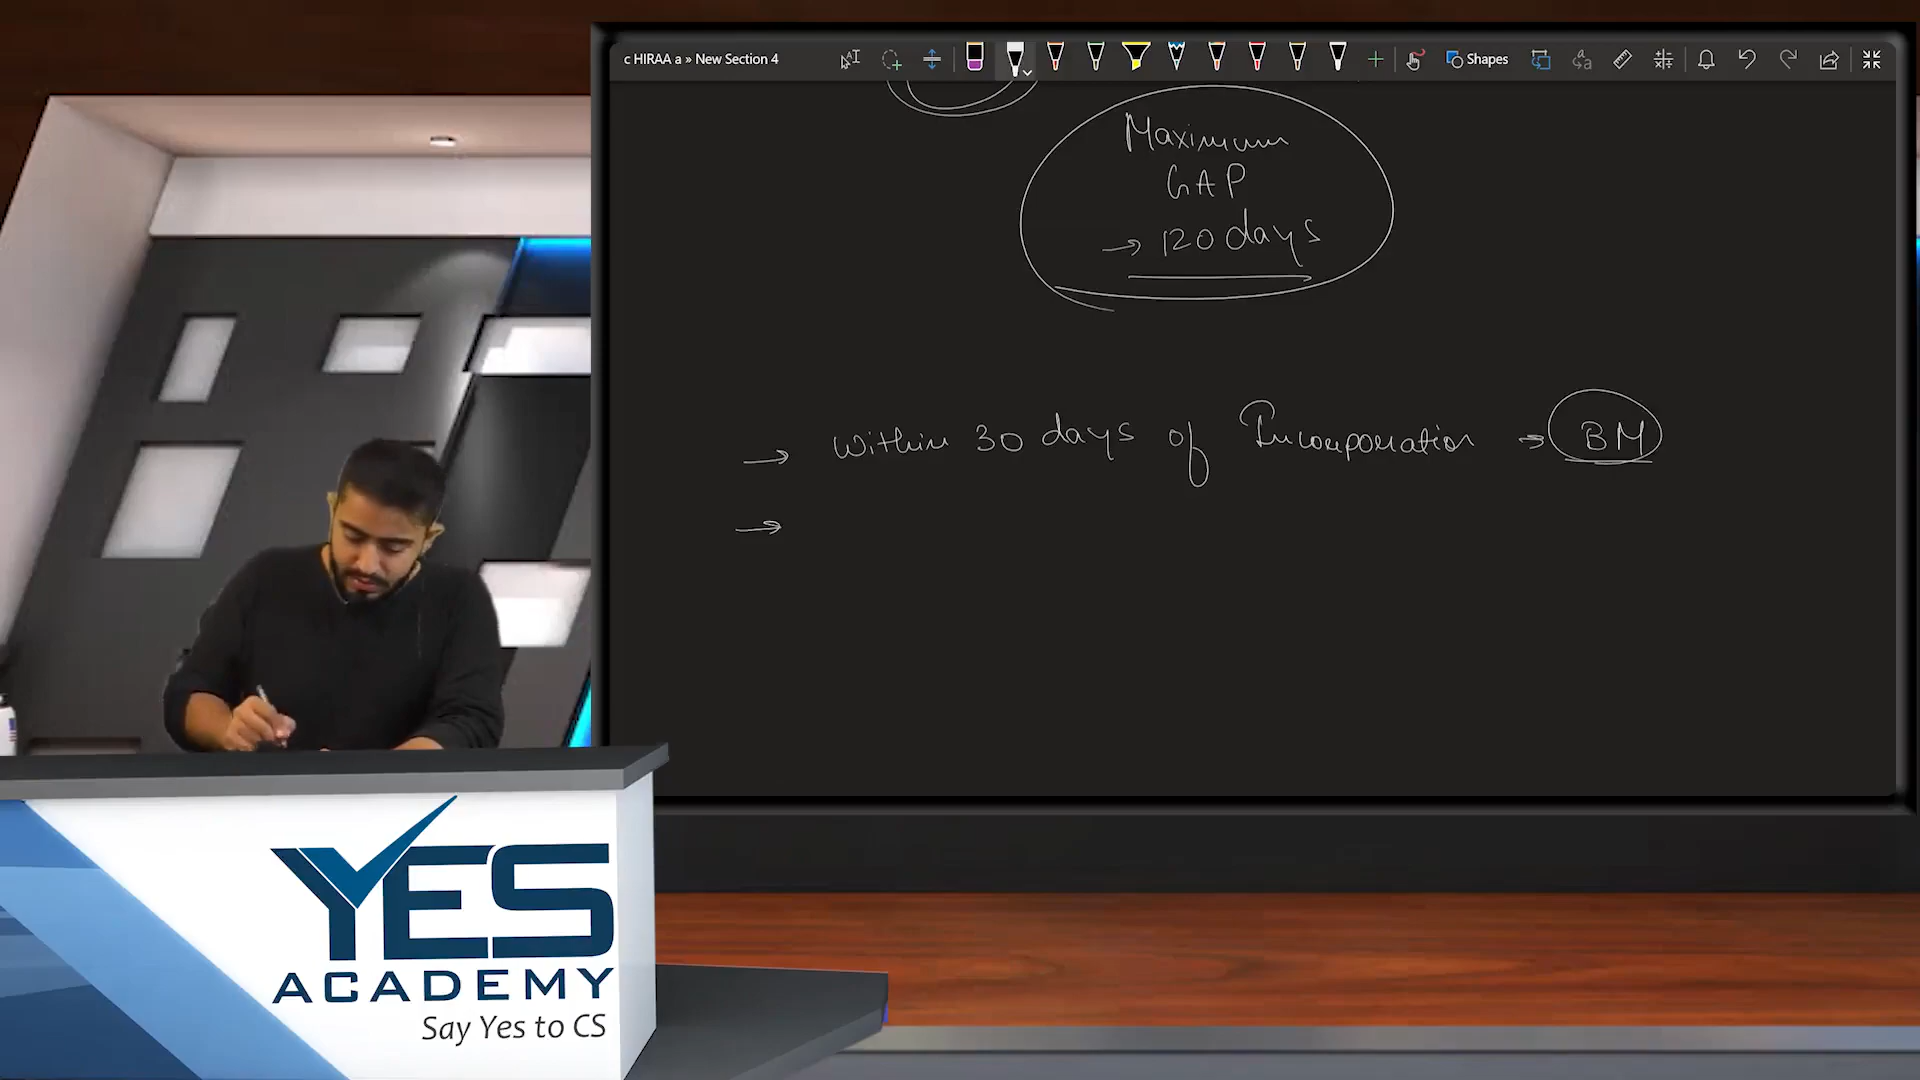 c HIRAA a » New Section 4
Shapes
Maximum
GAP
→ 120 days
→ Within 30 days of Incorporation → BM
→
YES
ACADEMY
Say Yes to CS